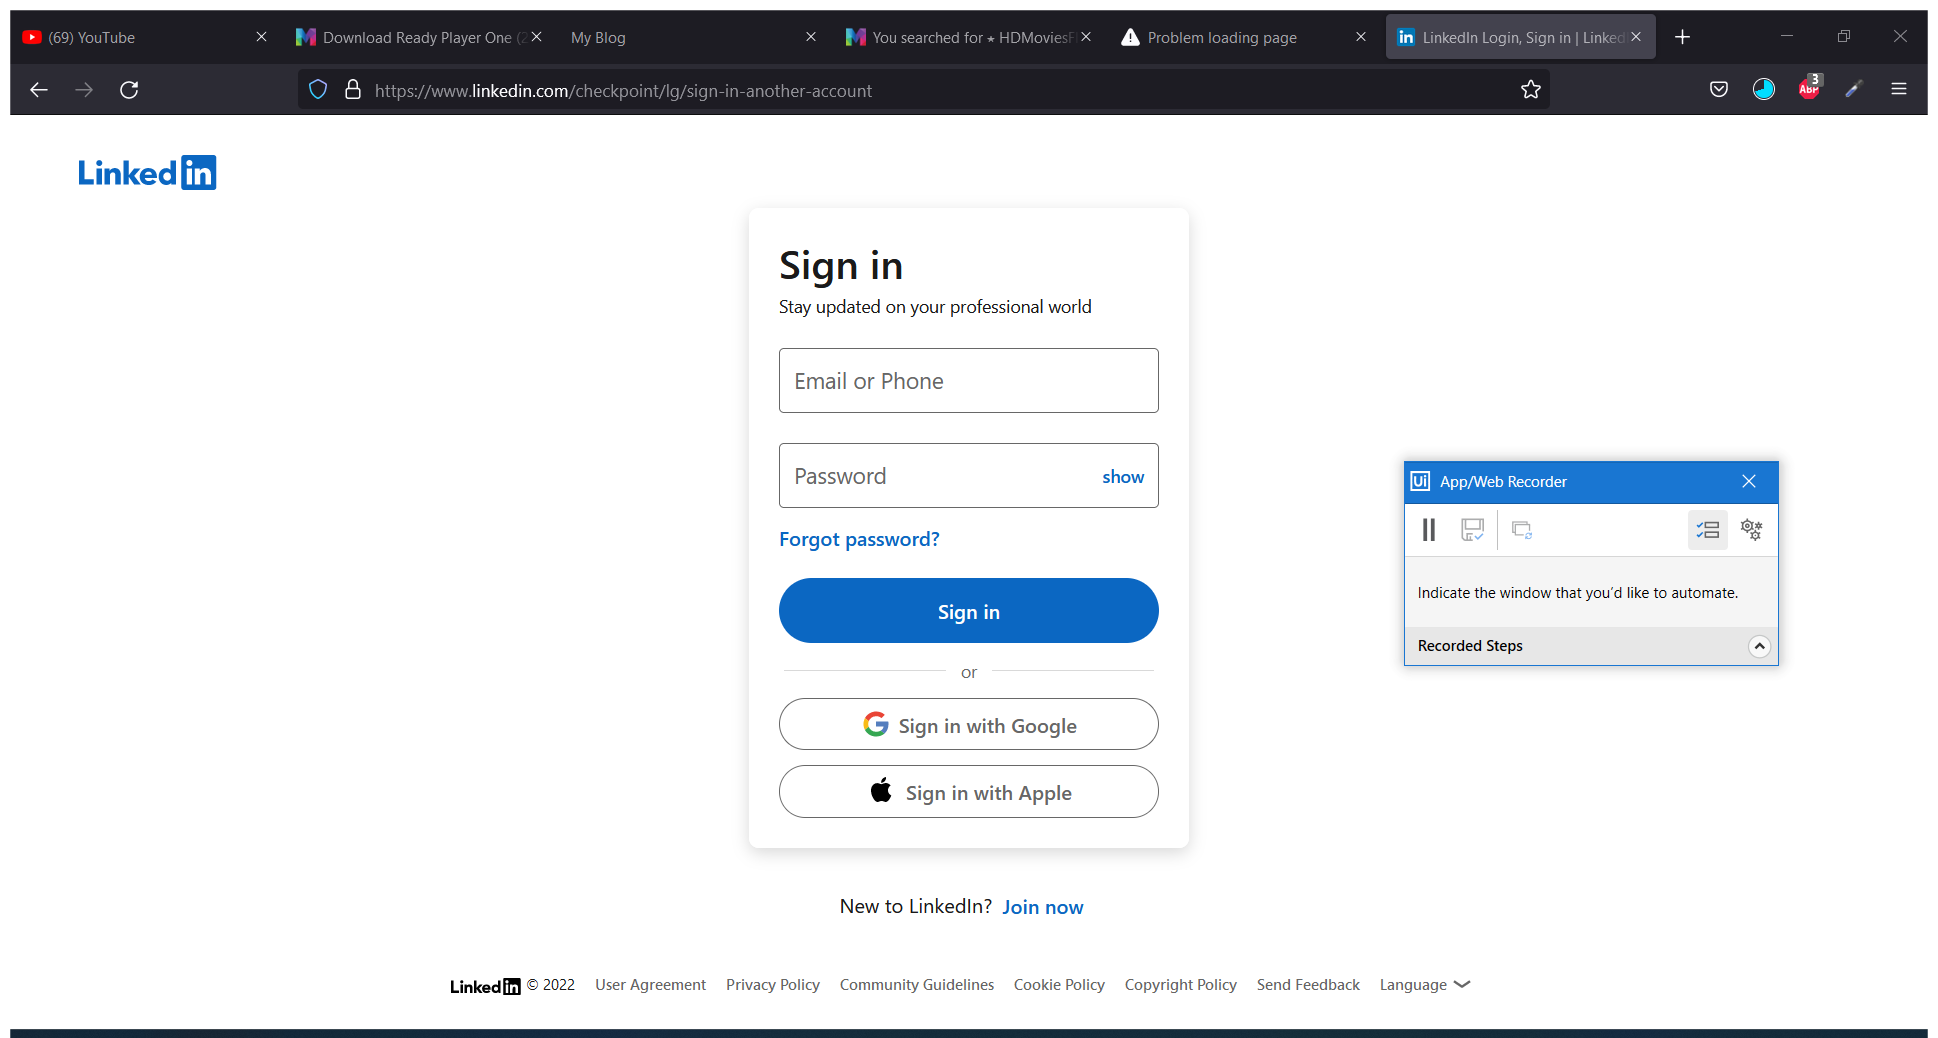 (69) YouTube
Download Ready Player One (2
My Blog
You searched for ⋆ HDMoviesF
Problem loading page
LinkedIn Login, Sign in | Linked
https://www.linkedin.com/checkpoint/lg/sign-in-another-account
ABP
3
Linked in
Sign in
Stay updated on your professional world
Email or Phone
Password
show
Forgot password?
Sign in
or
Sign in with Google
Sign in with Apple
New to LinkedIn? Join now
Ui App/Web Recorder
Indicate the window that you'd like to automate.
Recorded Steps
Linked in © 2022 User Agreement Privacy Policy Community Guidelines Cookie Policy Copyright Policy Send Feedback Language